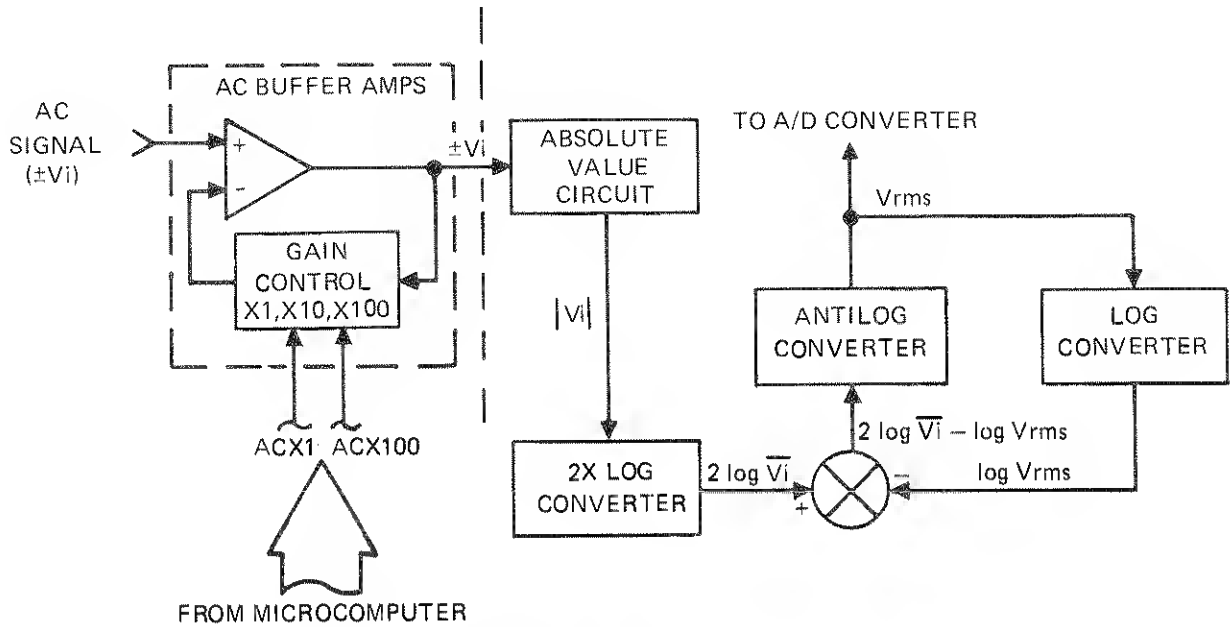 AC BUFFER AMPS
AC
SIGNAL
(±Vi)
+
−
GAIN
CONTROL
X1,X10,X100
ACX1 ACX100
FROM MICROCOMPUTER
±Vi
ABSOLUTE
VALUE
CIRCUIT
|Vi|
2X LOG
CONVERTER
2 log V̅i̅
+
−
2 log V̅i̅ − log Vrms
log Vrms
ANTILOG
CONVERTER
LOG
CONVERTER
Vrms
TO A/D CONVERTER